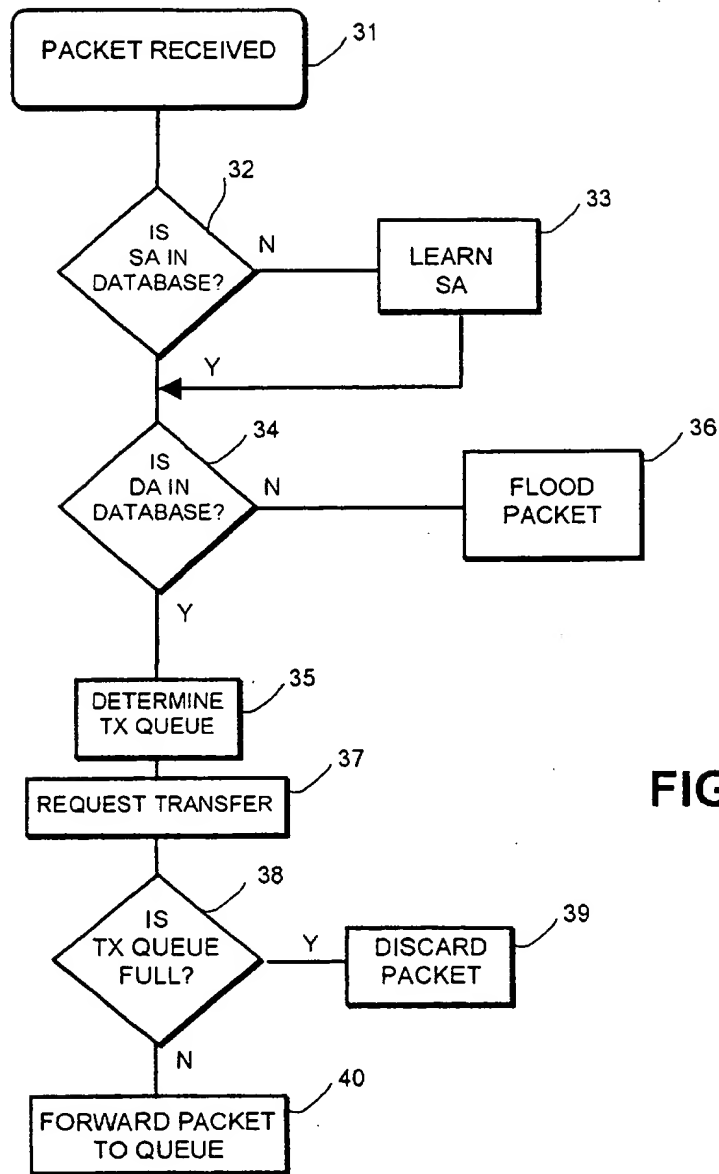 PACKET RECEIVED
31
32
IS
SA IN
DATABASE?
N
33
LEARN
SA
Y
34
IS
DA IN
DATABASE?
N
36
FLOOD
PACKET
Y
35
DETERMINE
TX QUEUE
37
REQUEST TRANSFER
FIG
38
IS
TX QUEUE
FULL?
Y
39
DISCARD
PACKET
N
40
FORWARD PACKET
TO QUEUE